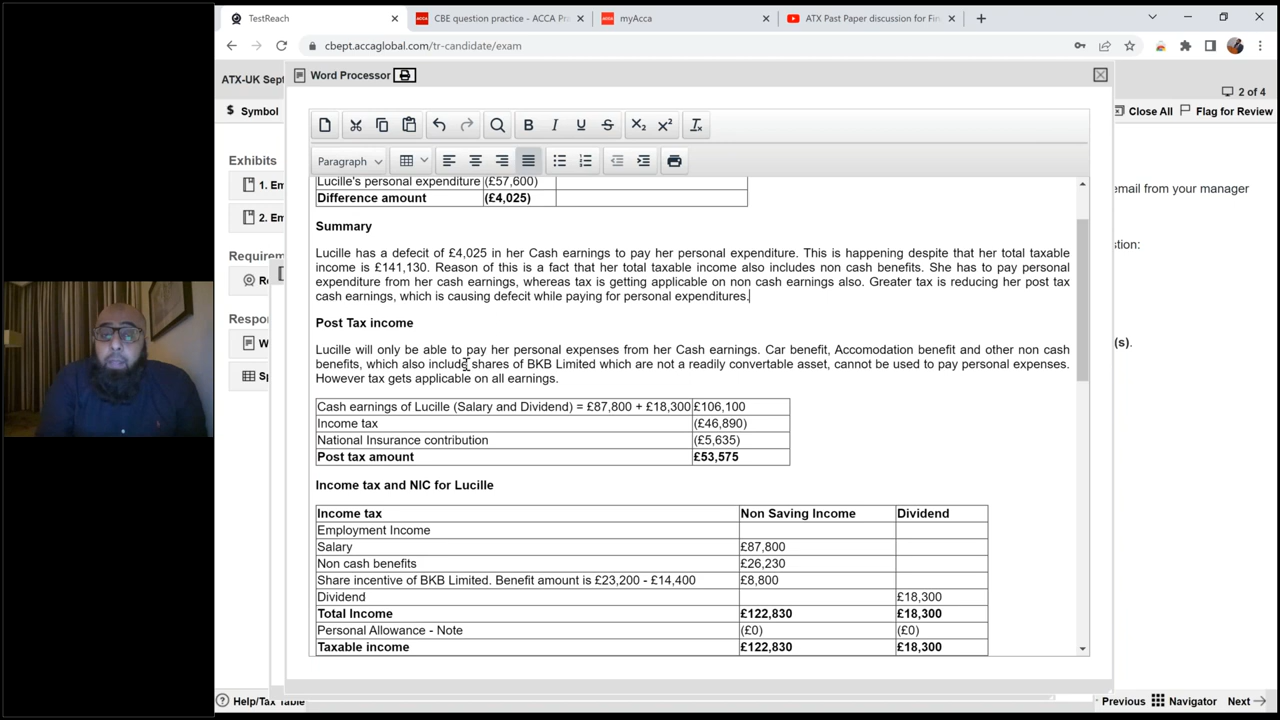 TestReach
CBE question practice - ACCA Pr
myAcca
ATX Past Paper discussion for Fin
cbept.accaglobal.com/tr-candidate/exam
ATX-UK Sept
Word Processor
2 of 4
$ Symbol
Close All
Flag for Review
Exhibits
1. Em
2. Em
Requirem
Re
Respon
W
Sp
email from your manager
tion:
(s).
B I U S X2 X2 Ix
Paragraph
Lucille's personal expenditure (£57,600)
Difference amount (£4,025)
Summary
Lucille has a defecit of £4,025 in her Cash earnings to pay her personal expenditure. This is happening despite that her total taxable
income is £141,130. Reason of this is a fact that her total taxable income also includes non cash benefits. She has to pay personal
expenditure from her cash earnings, whereas tax is getting applicable on non cash earnings also. Greater tax is reducing her post tax
cash earnings, which is causing defecit while paying for personal expenditures.
Post Tax income
Lucille will only be able to pay her personal expenses from her Cash earnings. Car benefit, Accomodation benefit and other non cash
benefits, which also include shares of BKB Limited which are not a readily convertable asset, cannot be used to pay personal expenses.
However tax gets applicable on all earnings.
Cash earnings of Lucille (Salary and Dividend) = £87,800 + £18,300 £106,100
Income tax (£46,890)
National Insurance contribution (£5,635)
Post tax amount £53,575
Income tax and NIC for Lucille
Income tax Non Saving Income Dividend
Employment Income
Salary £87,800
Non cash benefits £26,230
Share incentive of BKB Limited. Benefit amount is £23,200 - £14,400 £8,800
Dividend £18,300
Total Income £122,830 £18,300
Personal Allowance - Note (£0) (£0)
Taxable income £122,830 £18,300
Help/Tax Table
Previous
Navigator
Next